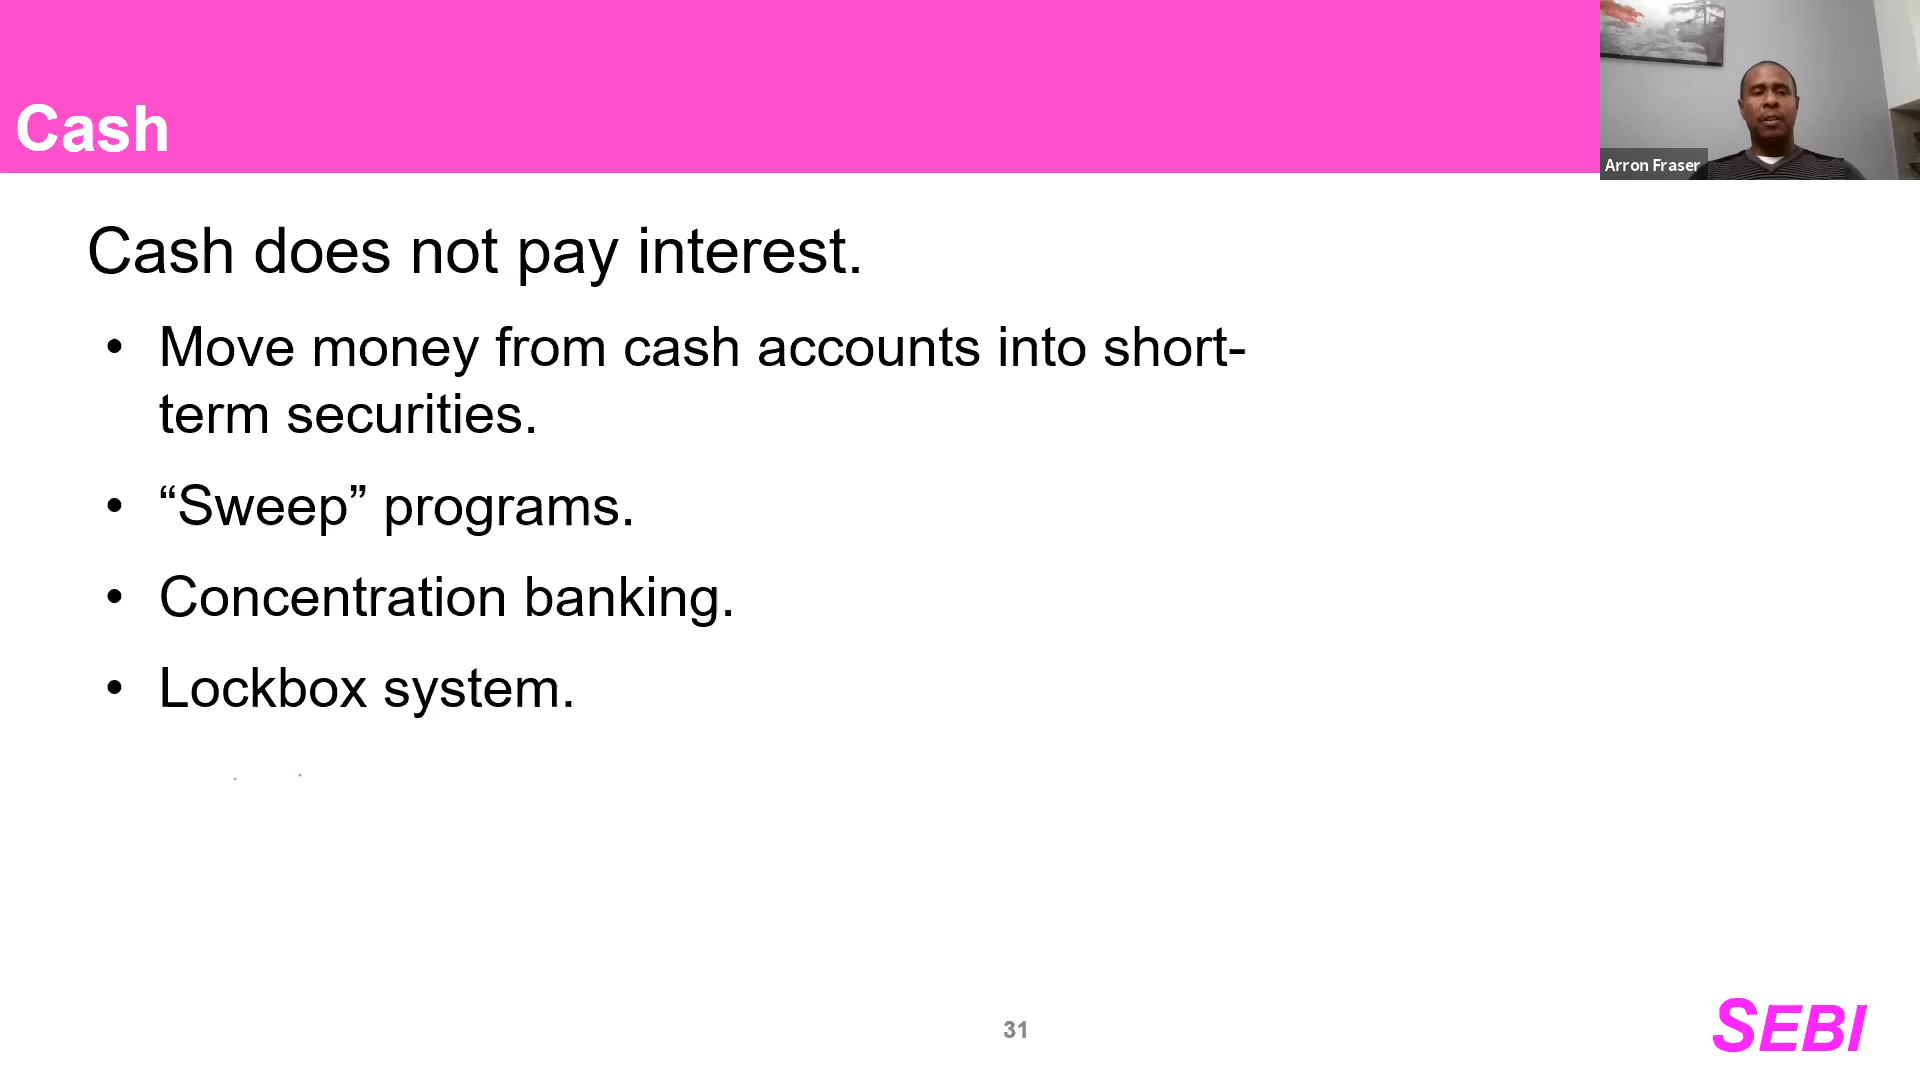 Cash
Arron Fraser
Cash does not pay interest.
• Move money from cash accounts into short-
term securities.
• “Sweep” programs.
• Concentration banking.
• Lockbox system.
31
SEBI